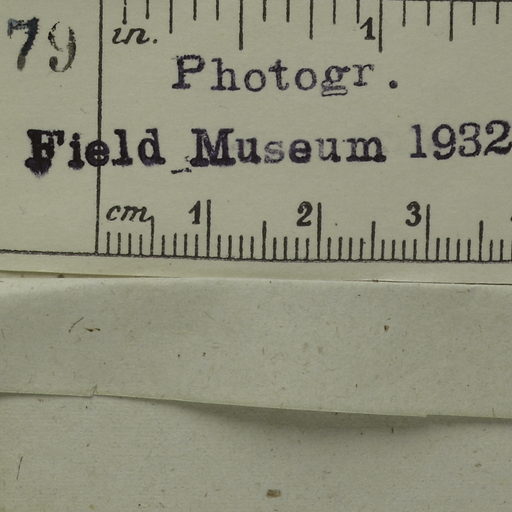 79
in. 1
Photogr.
Field Museum 1932
cm 1 2 3